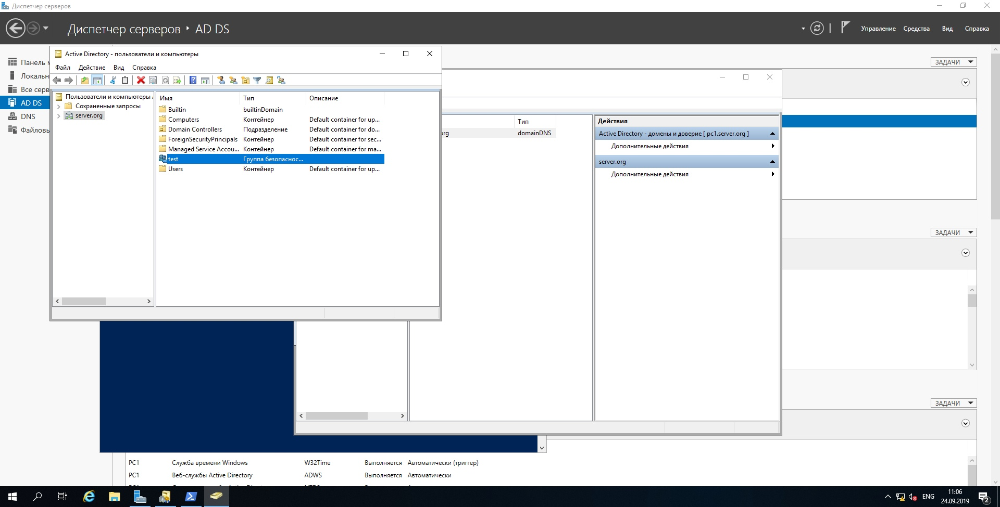 Диспетчер серверов
Диспетчер серверов ‣ AD DS
Управление Средства Вид Справка
Панель
Локальн
Все серв
AD DS
DNS
Файловы
Active Directory - пользователи и компьютеры
Файл Действие Вид Справка
Пользователи и компьютеры
Сохраненные запросы
server.org
Имя Тип Описание
Builtin builtinDomain
Computers Контейнер Default container for up...
Domain Controllers Подразделение Default container for do...
ForeignSecurityPrincipals Контейнер Default container for sec...
Managed Service Accou... Контейнер Default container for ma...
test Группа безопаснос...
Users Контейнер Default container for up...
Тип
org domainDNS
Действия
Active Directory - домены и доверие [ pc1.server.org ]
Дополнительные действия
server.org
Дополнительные действия
ЗАДАЧИ
ЗАДАЧИ
ЗАДАЧИ
PC1 Служба времени Windows W32Time Выполняется Автоматически (триггер)
PC1 Веб-службы Active Directory ADWS Выполняется Автоматически
ENG
11:06
24.09.2019
2